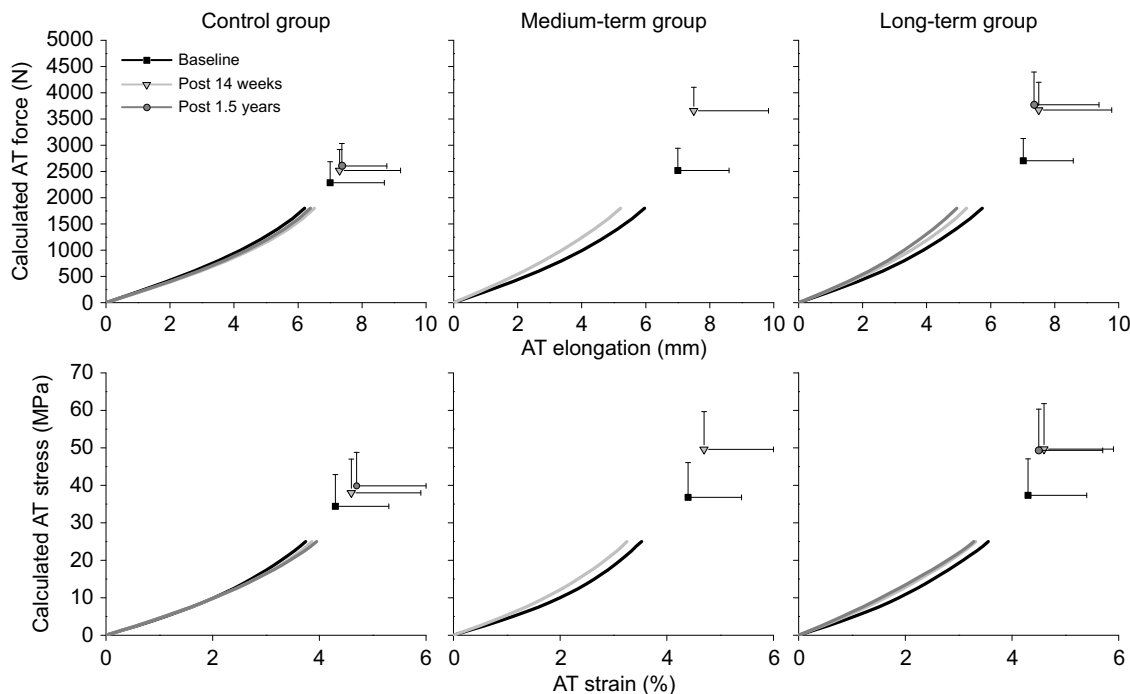 Control group
Medium-term group
Long-term group
Calculated AT force (N)
5000
4500
4000
3500
3000
2500
2000
1500
1000
500
0
Baseline
Post 14 weeks
Post 1.5 years
0 2 4 6 8 10
0 2 4 6 8 10
0 2 4 6 8 10
AT elongation (mm)
Calculated AT stress (MPa)
70
60
50
40
30
20
10
0
0 2 4 6
0 2 4 6
0 2 4 6
AT strain (%)